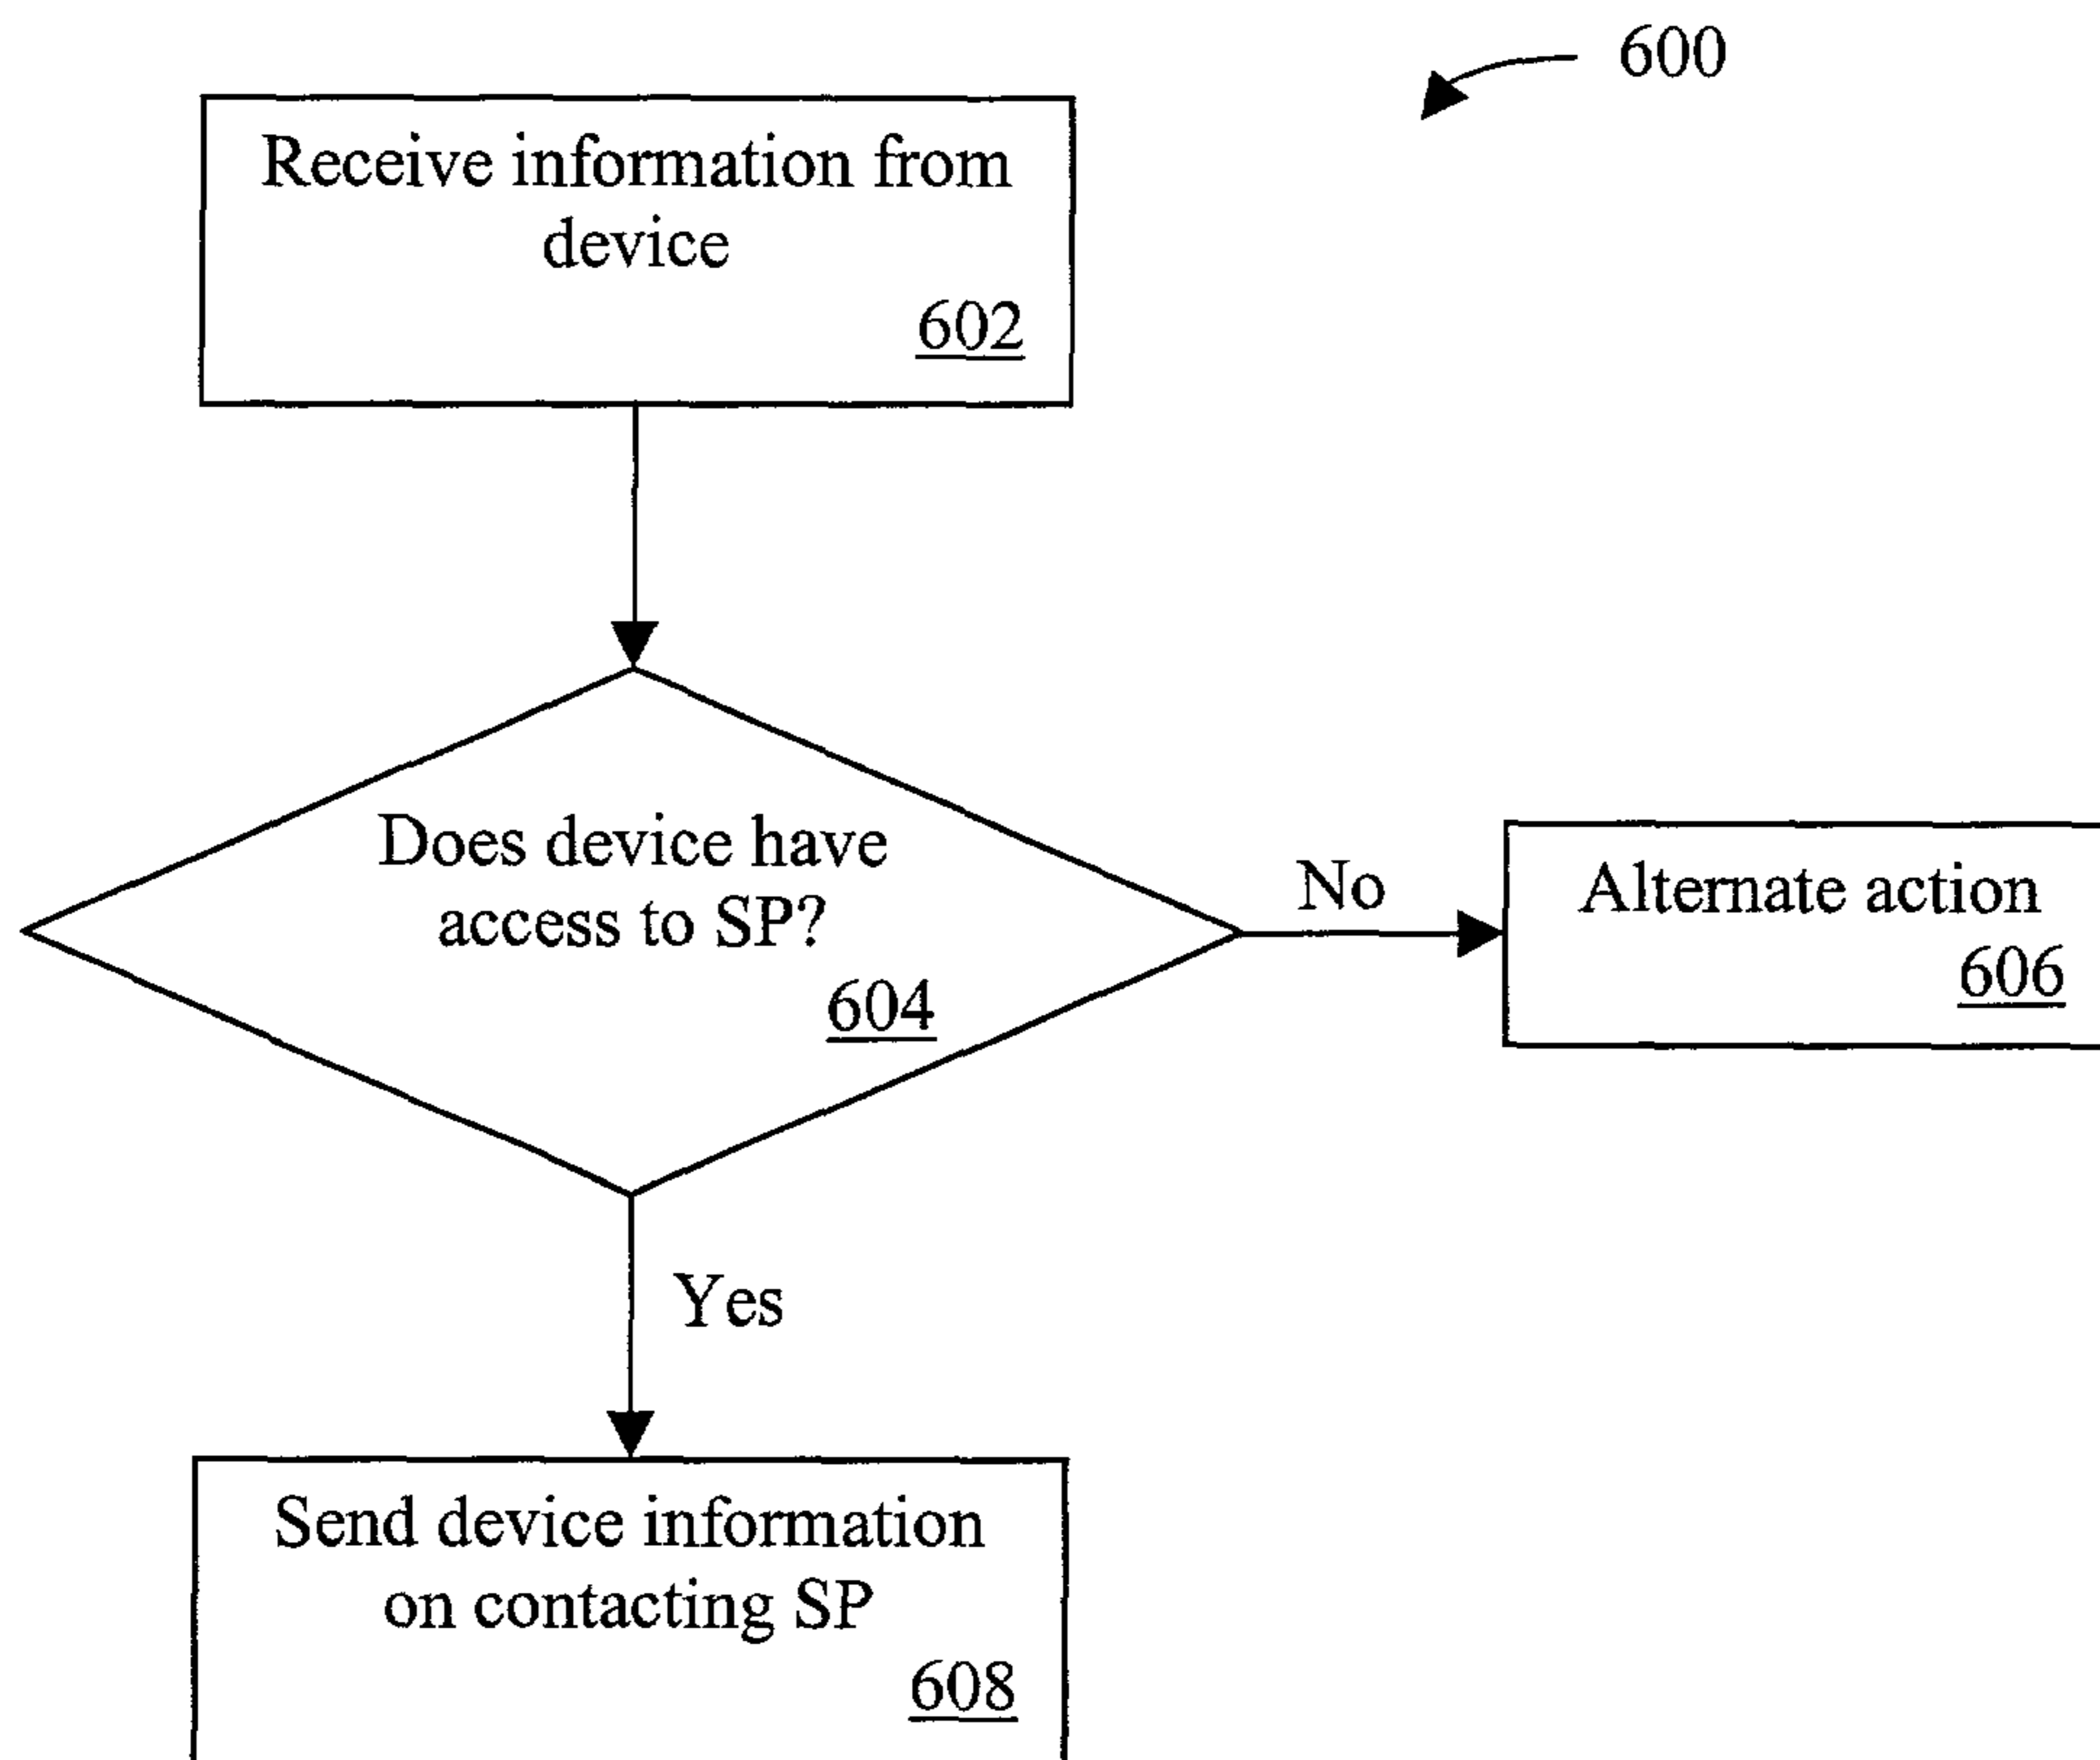 600
Receive information from
device
602
Does device have
access to SP?
604
No
Alternate action
606
Yes
Send device information
on contacting SP
608